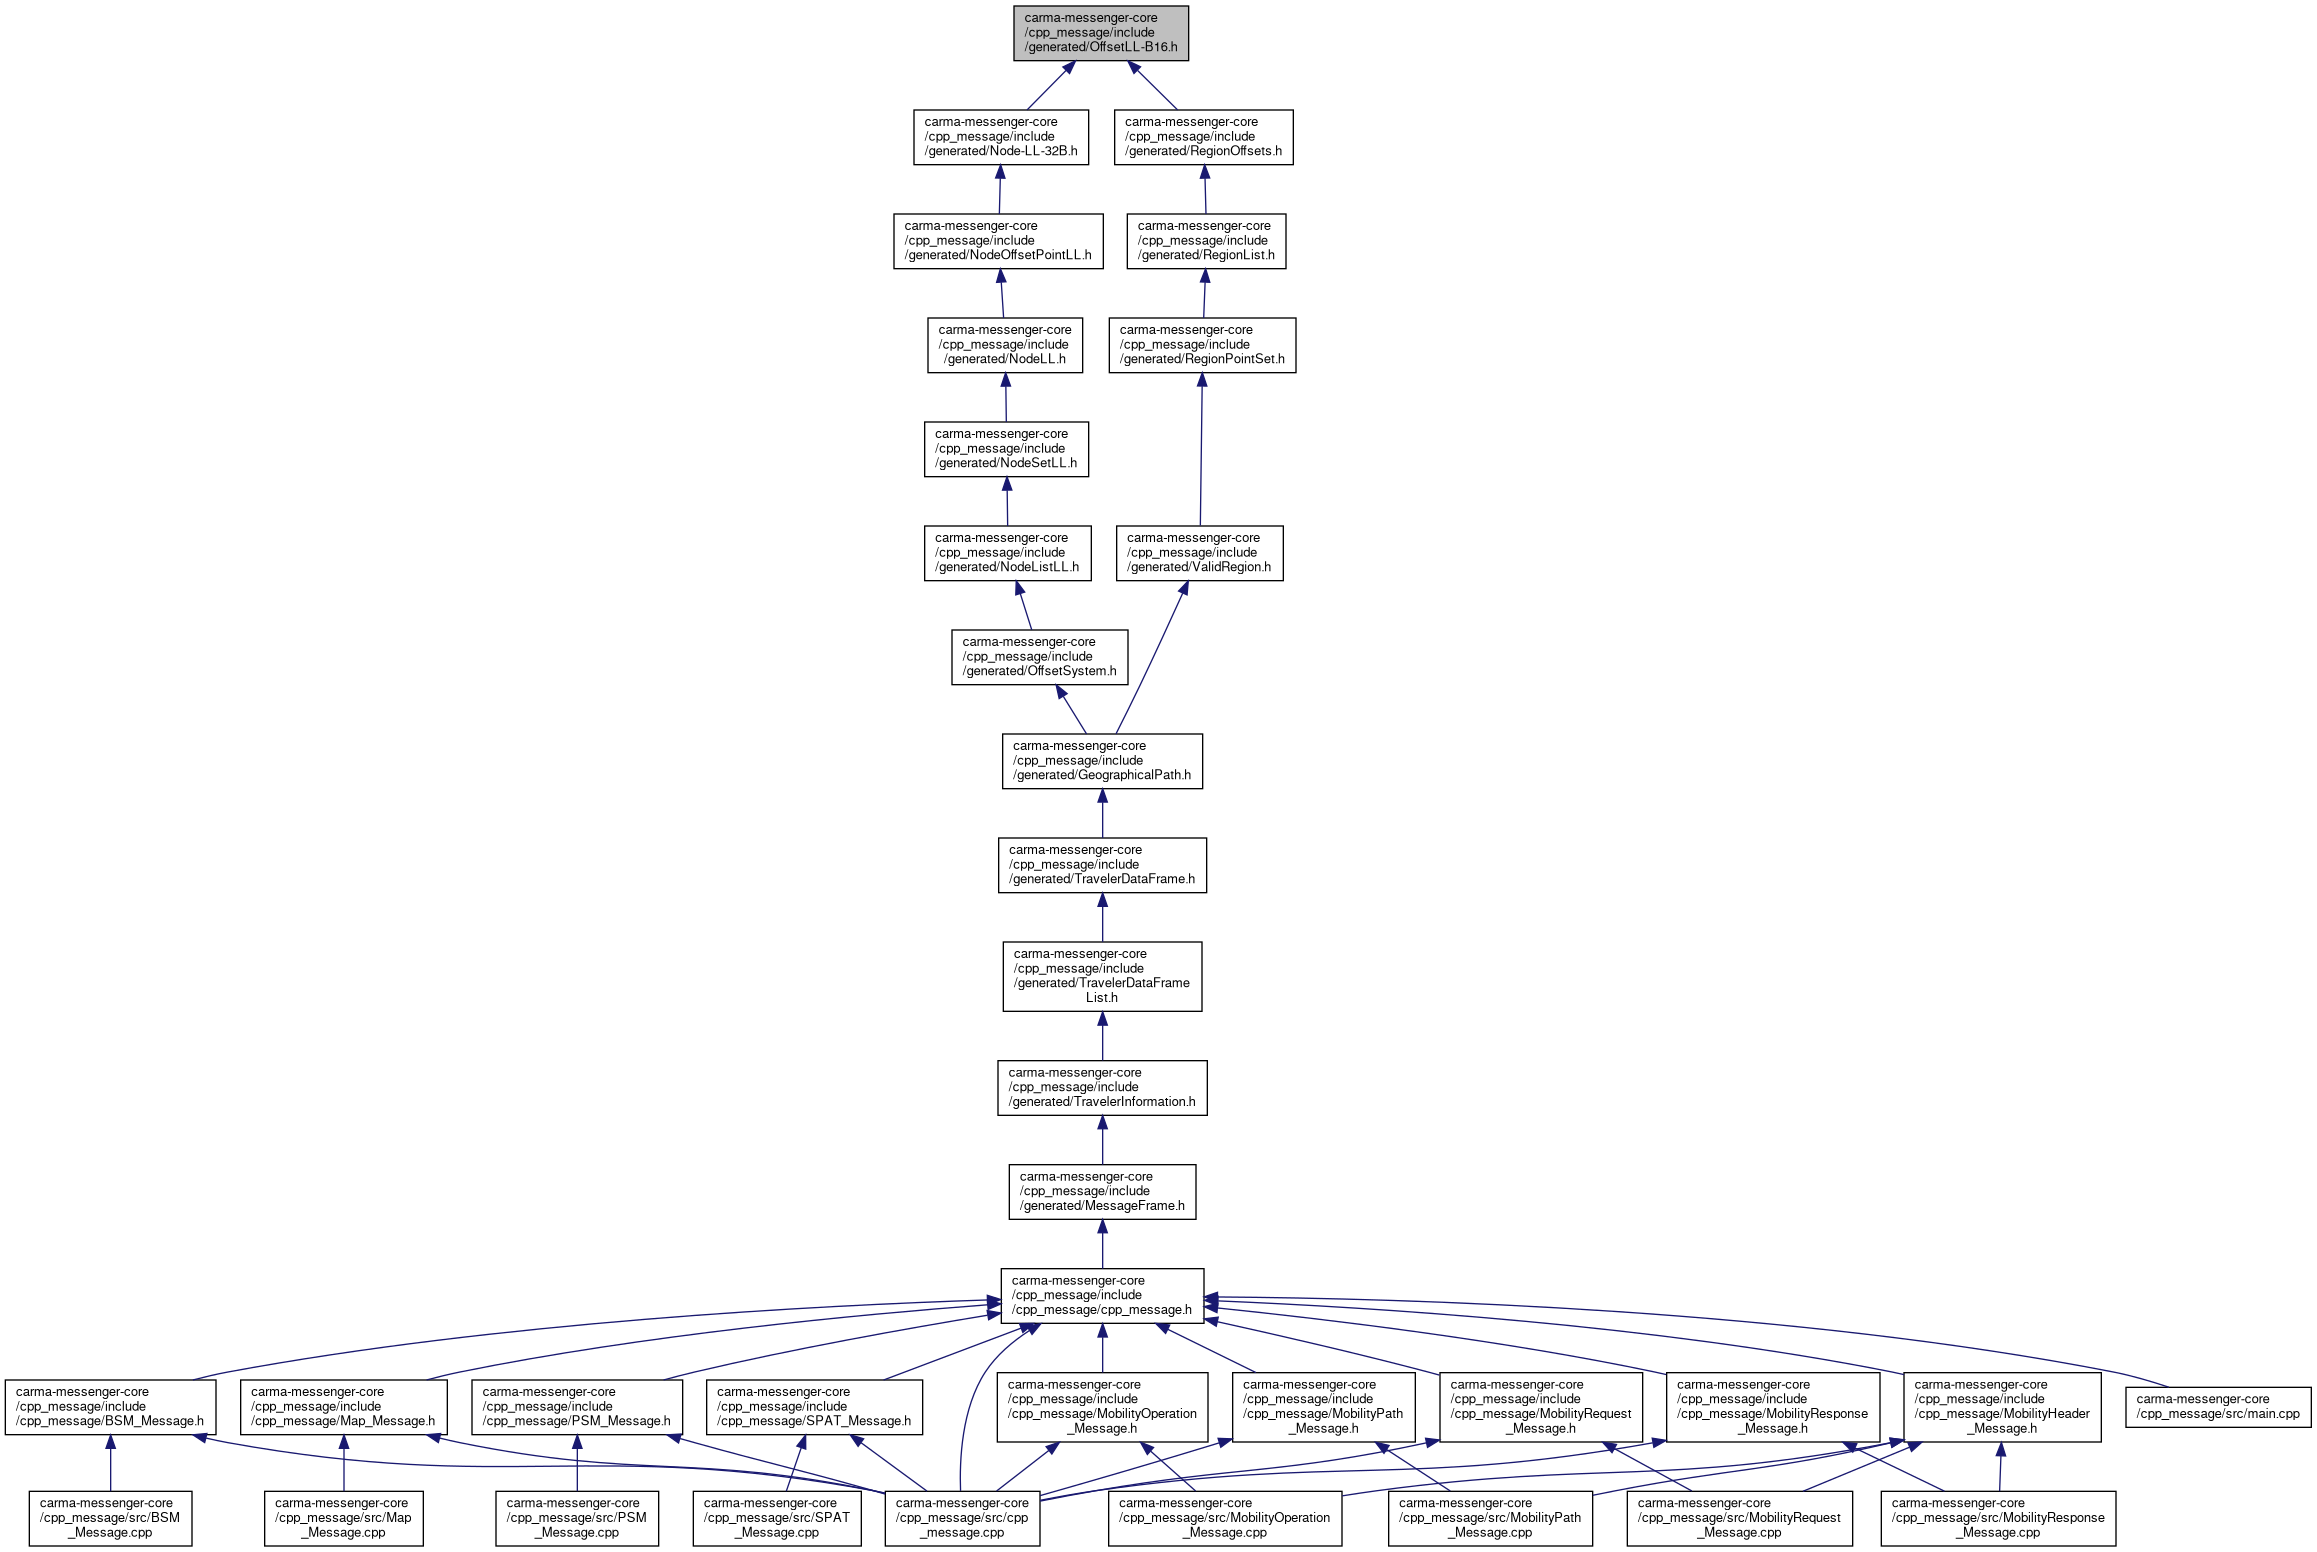 carma-messenger-core
/cpp_message/include
/generated/OffsetLL-B16.h
carma-messenger-core
/cpp_message/include
/generated/Node-LL-32B.h
carma-messenger-core
/cpp_message/include
/generated/RegionOffsets.h
carma-messenger-core
/cpp_message/include
/generated/NodeOffsetPointLL.h
carma-messenger-core
/cpp_message/include
/generated/RegionList.h
carma-messenger-core
/cpp_message/include
/generated/NodeLL.h
carma-messenger-core
/cpp_message/include
/generated/RegionPointSet.h
carma-messenger-core
/cpp_message/include
/generated/NodeSetLL.h
carma-messenger-core
/cpp_message/include
/generated/NodeListLL.h
carma-messenger-core
/cpp_message/include
/generated/ValidRegion.h
carma-messenger-core
/cpp_message/include
/generated/OffsetSystem.h
carma-messenger-core
/cpp_message/include
/generated/GeographicalPath.h
carma-messenger-core
/cpp_message/include
/generated/TravelerDataFrame.h
carma-messenger-core
/cpp_message/include
/generated/TravelerDataFrame
List.h
carma-messenger-core
/cpp_message/include
/generated/TravelerInformation.h
carma-messenger-core
/cpp_message/include
/generated/MessageFrame.h
carma-messenger-core
/cpp_message/include
/cpp_message/cpp_message.h
carma-messenger-core
/cpp_message/include
/cpp_message/BSM_Message.h
carma-messenger-core
/cpp_message/include
/cpp_message/Map_Message.h
carma-messenger-core
/cpp_message/include
/cpp_message/PSM_Message.h
carma-messenger-core
/cpp_message/include
/cpp_message/SPAT_Message.h
carma-messenger-core
/cpp_message/include
/cpp_message/MobilityOperation
_Message.h
carma-messenger-core
/cpp_message/include
/cpp_message/MobilityPath
_Message.h
carma-messenger-core
/cpp_message/include
/cpp_message/MobilityRequest
_Message.h
carma-messenger-core
/cpp_message/include
/cpp_message/MobilityResponse
_Message.h
carma-messenger-core
/cpp_message/include
/cpp_message/MobilityHeader
_Message.h
carma-messenger-core
/cpp_message/src/main.cpp
carma-messenger-core
/cpp_message/src/BSM
_Message.cpp
carma-messenger-core
/cpp_message/src/Map
_Message.cpp
carma-messenger-core
/cpp_message/src/PSM
_Message.cpp
carma-messenger-core
/cpp_message/src/SPAT
_Message.cpp
carma-messenger-core
/cpp_message/src/cpp
_message.cpp
carma-messenger-core
/cpp_message/src/MobilityOperation
_Message.cpp
carma-messenger-core
/cpp_message/src/MobilityPath
_Message.cpp
carma-messenger-core
/cpp_message/src/MobilityRequest
_Message.cpp
carma-messenger-core
/cpp_message/src/MobilityResponse
_Message.cpp